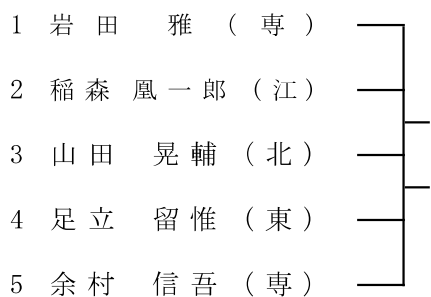 1 岩田 雅 (専)
2 稲森 凰一郎 (江)
3 山田 晃輔 (北)
4 足立 留惟 (東)
5 余村 信吾 (専)